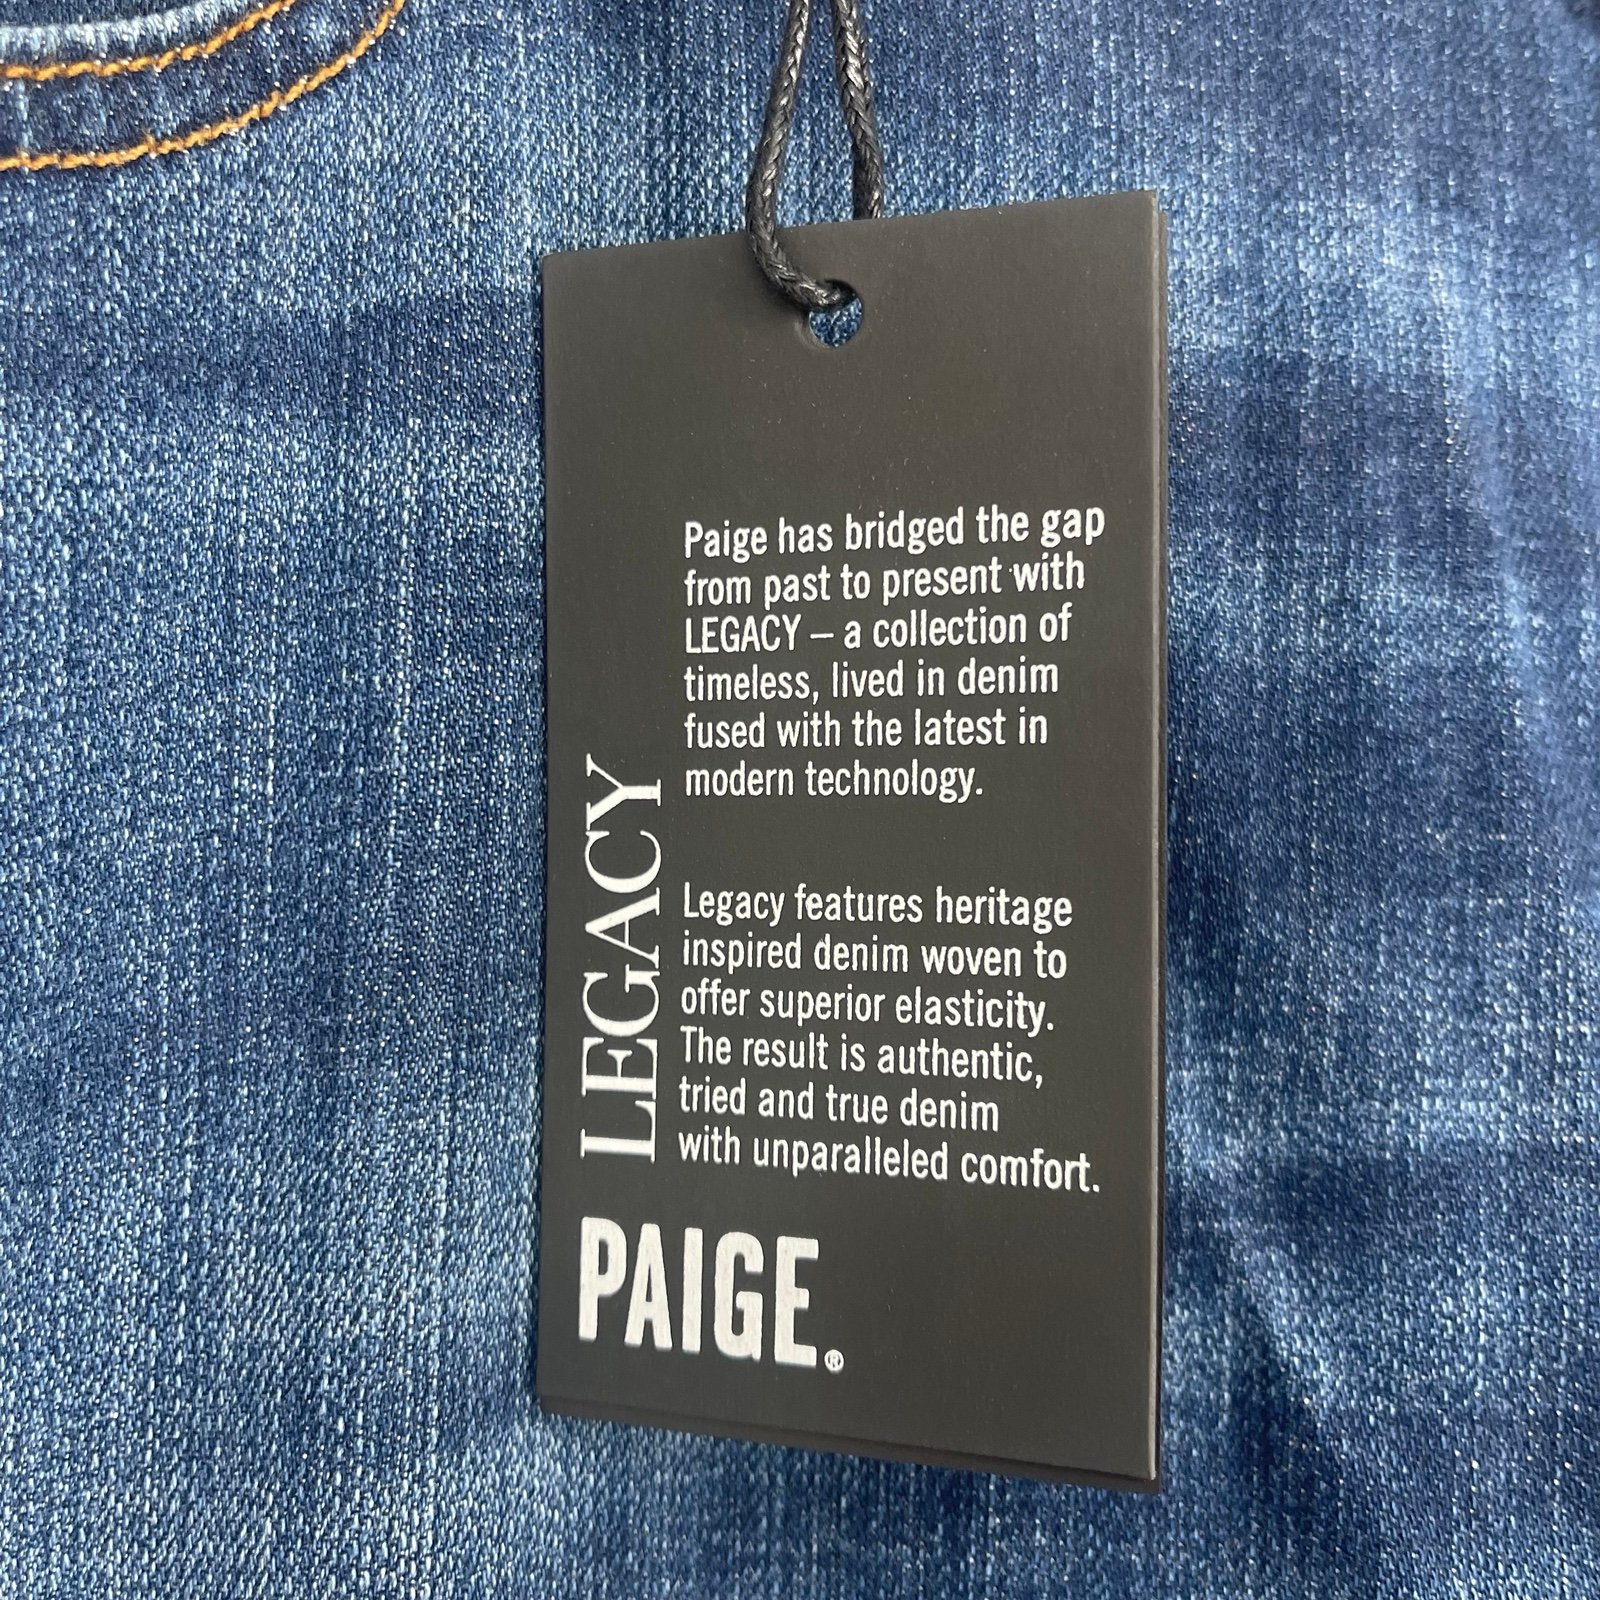 Paige has bridged the gap
from past to present with
LEGACY – a collection of
timeless, lived in denim
fused with the latest in
modern technology.
Legacy features heritage
inspired denim woven to
offer superior elasticity.
The result is authentic,
tried and true denim
with unparalleled comfort.
LEGACY
PAIGE®